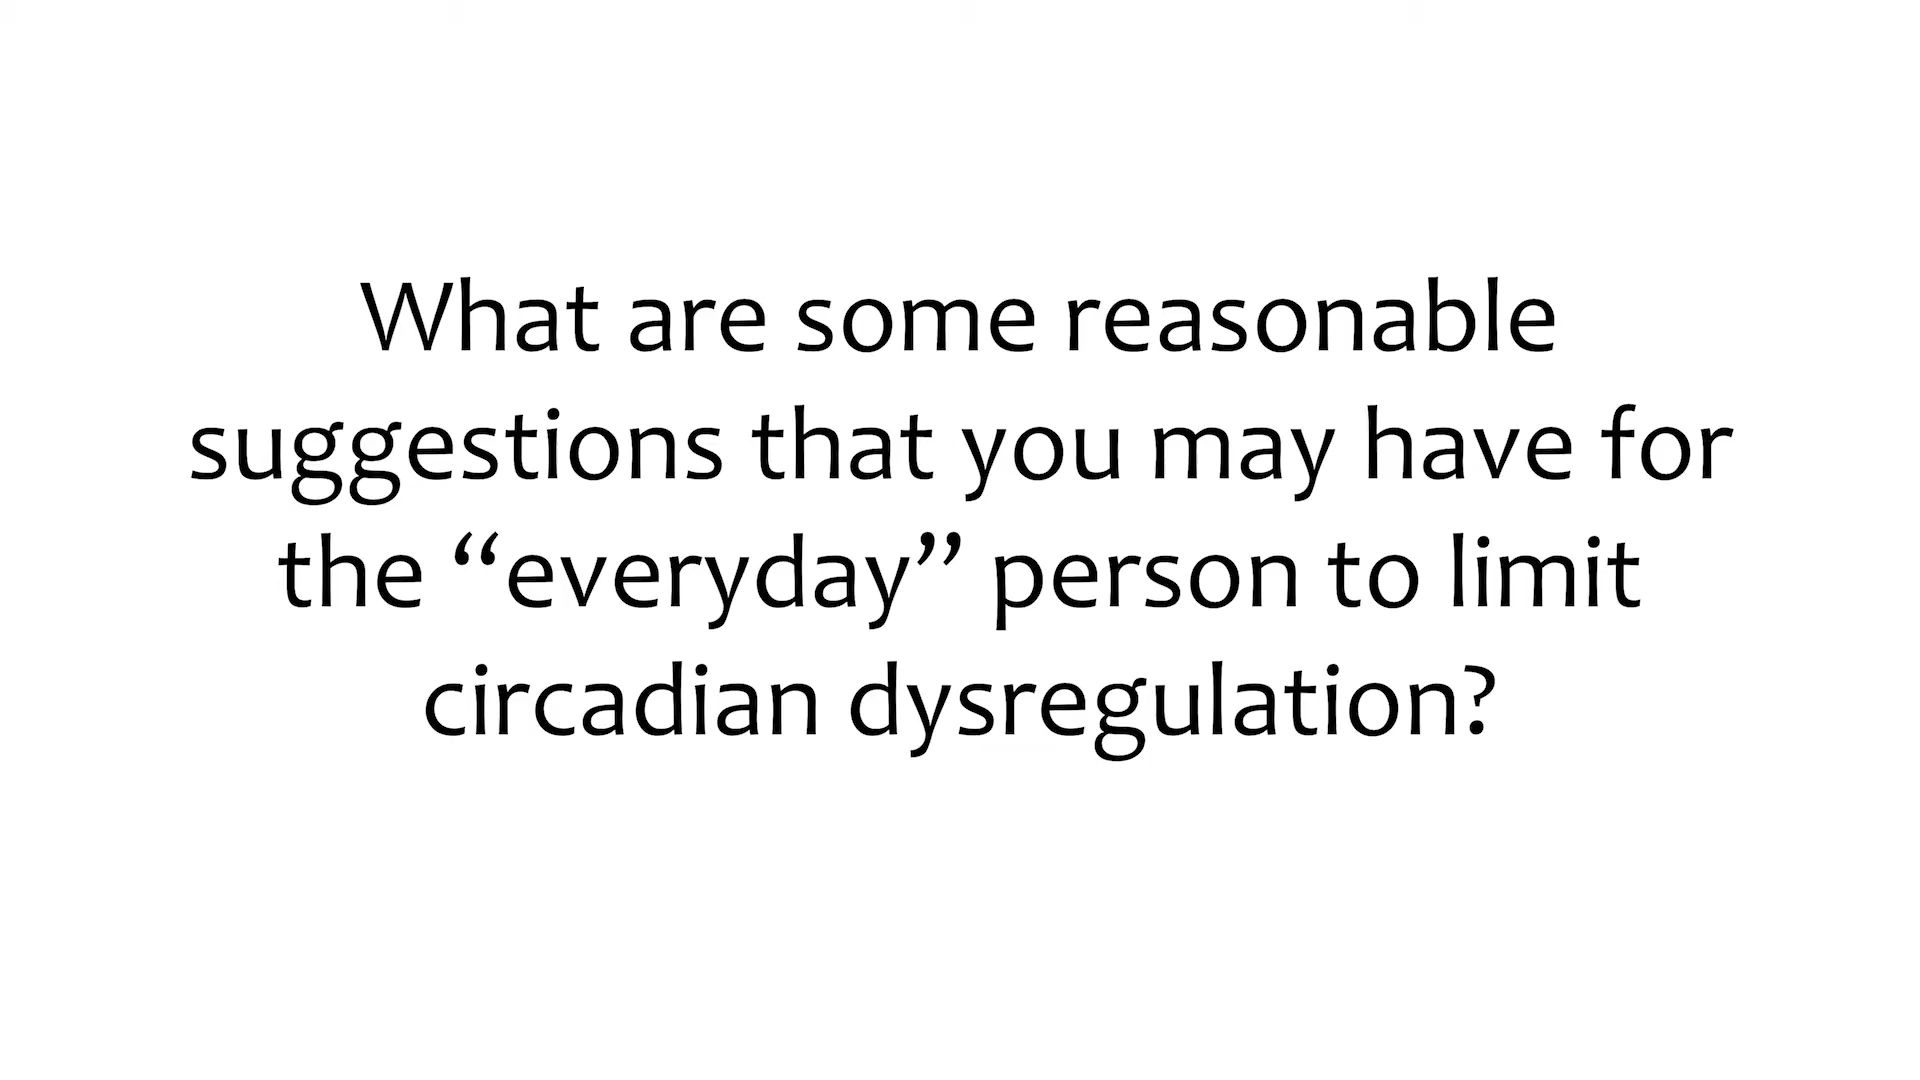 What are some reasonable
suggestions that you may have for
the “everyday” person to limit
circadian dysregulation?